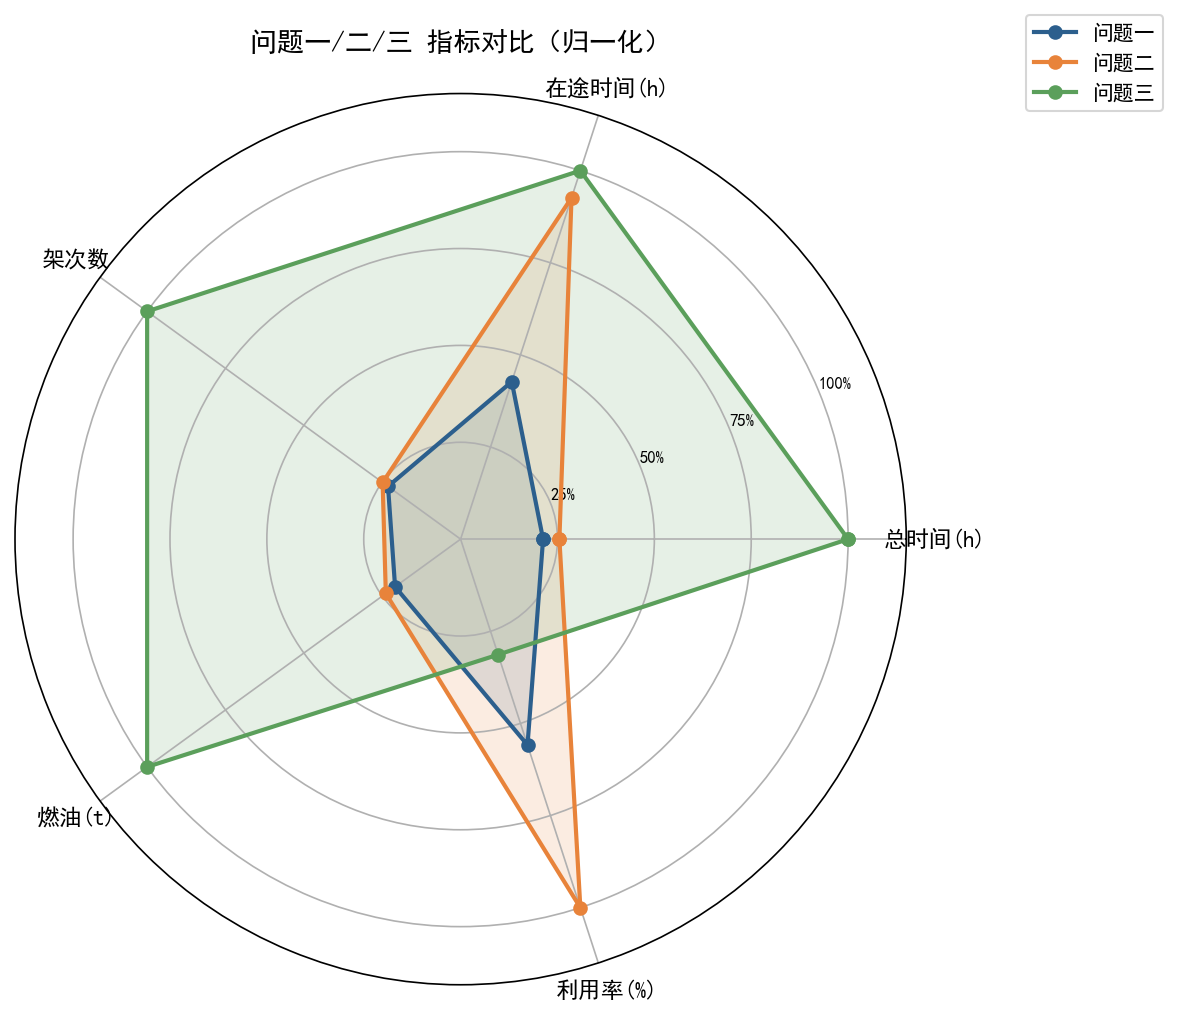 问题一/二/三 指标对比（归一化）
问题一
问题二
问题三
在途时间(h)
架次数
100%
75%
50%
25%
总时间(h)
燃油(t)
利用率(%)